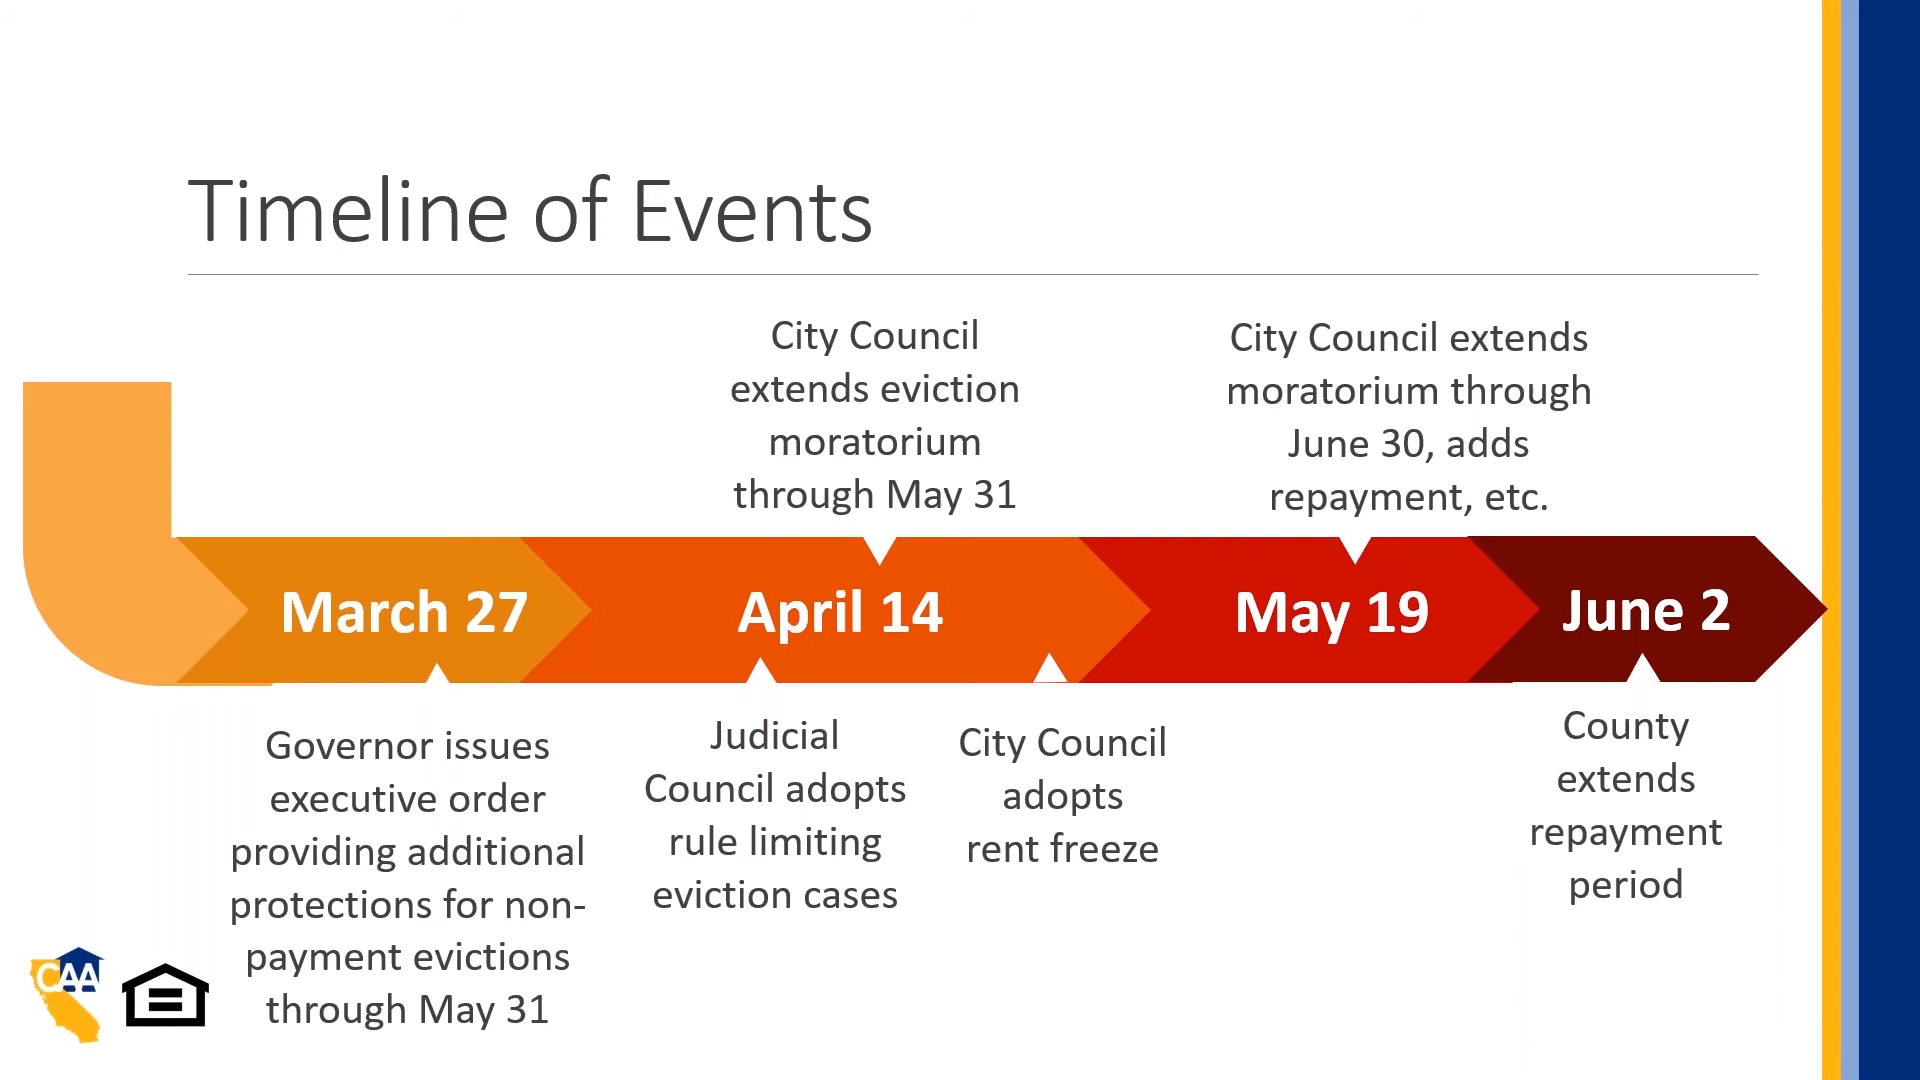 Timeline of Events
City Council
extends eviction
moratorium
through May 31
City Council extends
moratorium through
June 30, adds
repayment, etc.
March 27
April 14
May 19
June 2
Governor issues
executive order
providing additional
protections for non-
payment evictions
through May 31
Judicial
Council adopts
rule limiting
eviction cases
City Council
adopts
rent freeze
County
extends
repayment
period
CAA